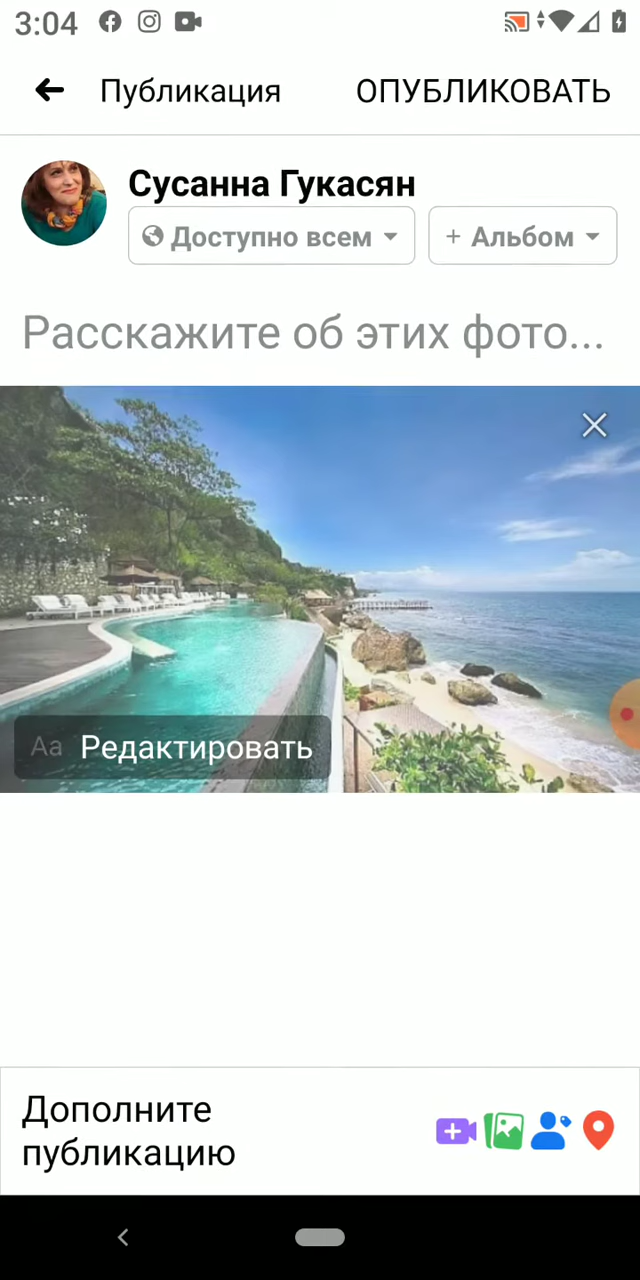 3:04
Публикация ОПУБЛИКОВАТЬ
Сусанна Гукасян
Доступно всем + Альбом
Расскажите об этих фото...
Aa Редактировать
Дополните
публикацию